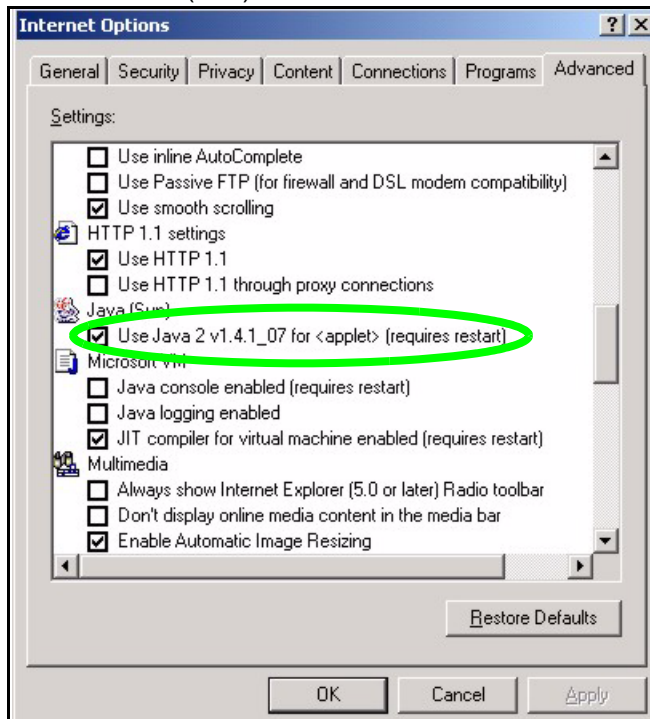 Internet Options
General Security Privacy Content Connections Programs Advanced
Settings:
Use inline AutoComplete
Use Passive FTP (for firewall and DSL modem compatibility)
Use smooth scrolling
HTTP 1.1 settings
Use HTTP 1.1
Use HTTP 1.1 through proxy connections
Java (Sun)
Use Java 2 v1.4.1_07 for <applet> (requires restart)
Microsoft VM
Java console enabled (requires restart)
Java logging enabled
JIT compiler for virtual machine enabled (requires restart)
Multimedia
Always show Internet Explorer (5.0 or later) Radio toolbar
Don't display online media content in the media bar
Enable Automatic Image Resizing
Restore Defaults
OK Cancel Apply